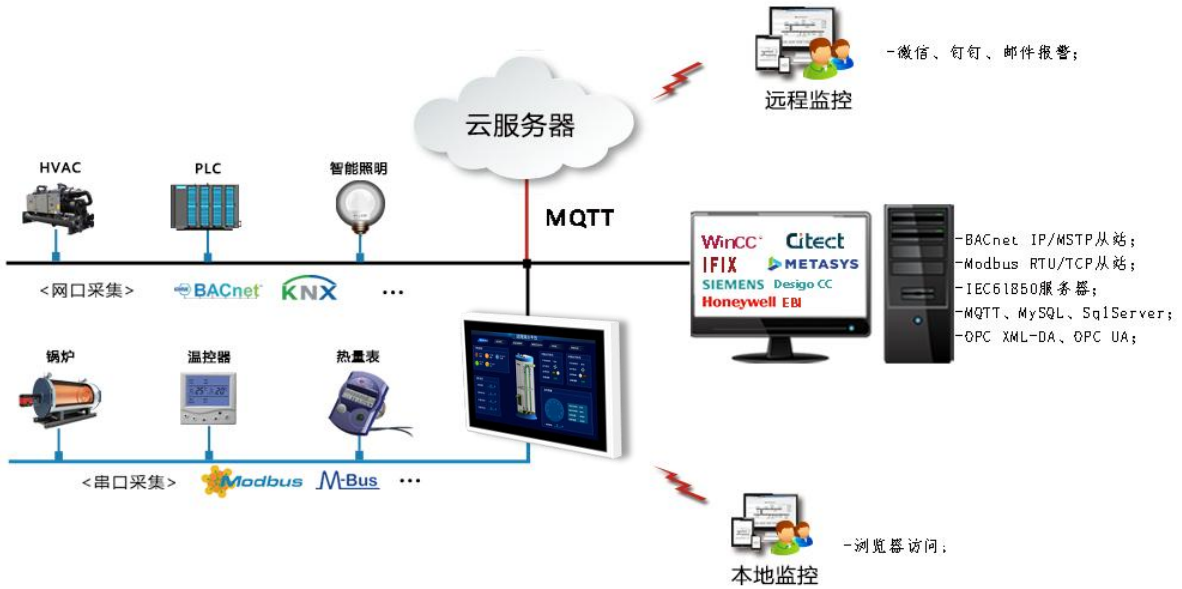 -微信、钉钉、邮件报警;
远程监控
云服务器
HVAC
PLC
智能照明
MQTT
WinCC
Citect
IFIX
METASYS
SIEMENS Desigo CC
Honeywell EBI
-BACnet IP/MSTP从站;
-Modbus RTU/TCP从站;
-IEC61850服务器;
-MQTT、MySQL、SqlServer;
-OPC XML-DA、OPC UA;
<网口采集>
BACnet
KNX
...
锅炉
温控器
热量表
<串口采集>
Modbus
M-Bus
...
-浏览器访问;
本地监控